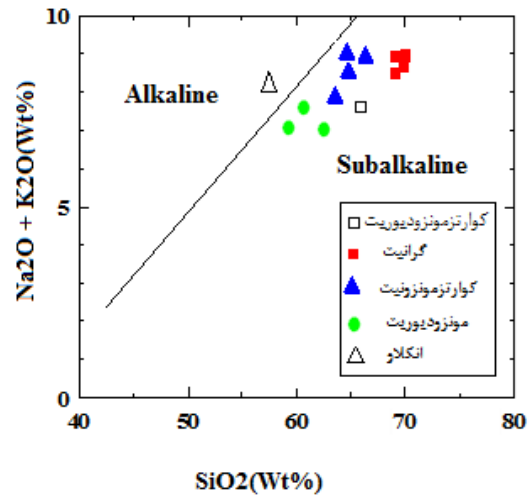 10
Alkaline
Subalkaline
Na2O + K2O(Wt%)
5
کوارتزمونزودیوریت
گرانیت
کوارتزمونزونیت
مونزودیوریت
انکلاو
0
40
50
60
70
80
SiO2(Wt%)